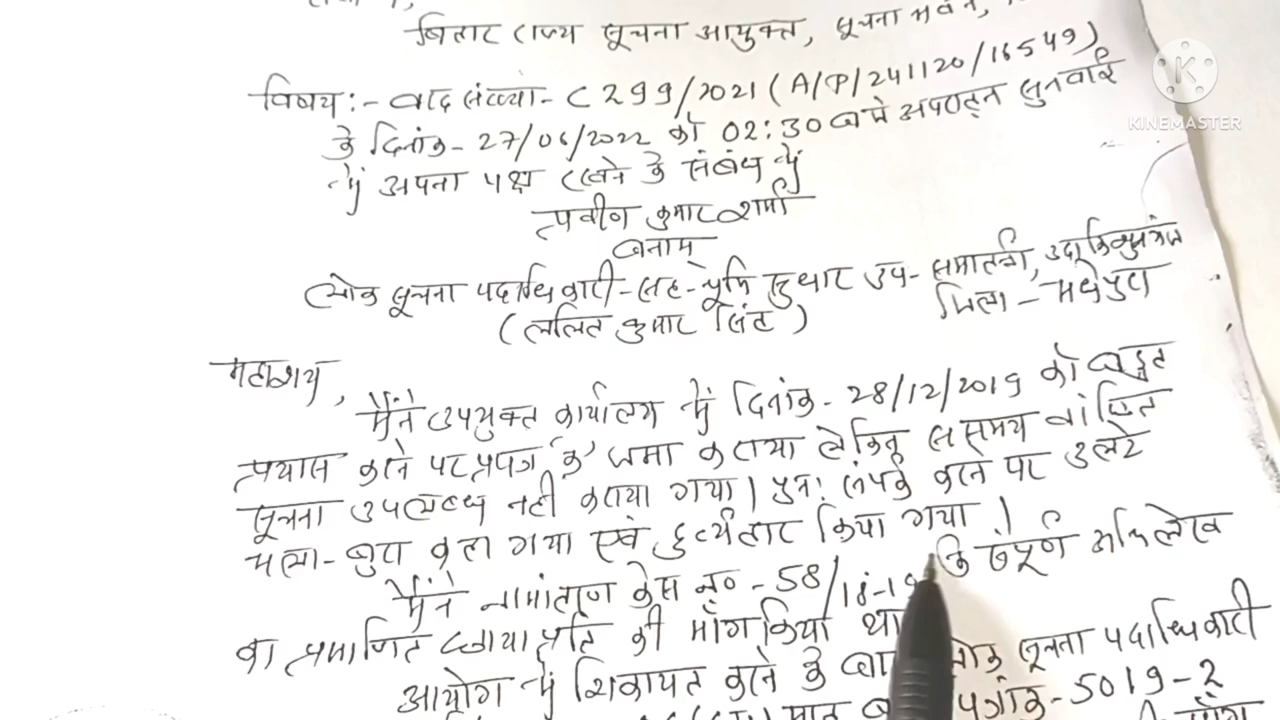 बिहार राज्य सूचना आयुक्त, सूचना भवन,
विषय:- वाद संख्या- C 299/2021 (A/P/241120/16549)
के दिनांक- 27/06/2022 को 02:30 बजे अपराह्न सुनवाई
में अपना पक्ष रखने के संबंध में
प्रवीण कुमार शर्मा
बनाम्
लोक सूचना पदाधिकारी-सह-भूमि सुधार उप-समाहर्ता, उदाकिशुनगंज
(ललित कुमार सिंह) जिला- मधेपुरा
महाशय,
मैंने उपयुक्त कार्यालय में दिनांक- 28/12/2019 को बहुत
प्रयास करने पर प्रपत्र 'क' जमा कराया लेकिन ससमय वांछित
सूचना उपलब्ध नहीं कराया गया। पुन: संपर्क करने पर उलटे
भला-बुरा कहा गया एवं दुर्व्यवहार किया गया।
मैंने नामांतरण केस न०-58/18-19 कि संपूर्ण अभिलेख
का प्रमाणित छाया प्रति की माँग किया था
आयोग में शिकायत करने के लोक सूचना पदाधिकारी
पत्रांक-5019-2
KINEMASTER